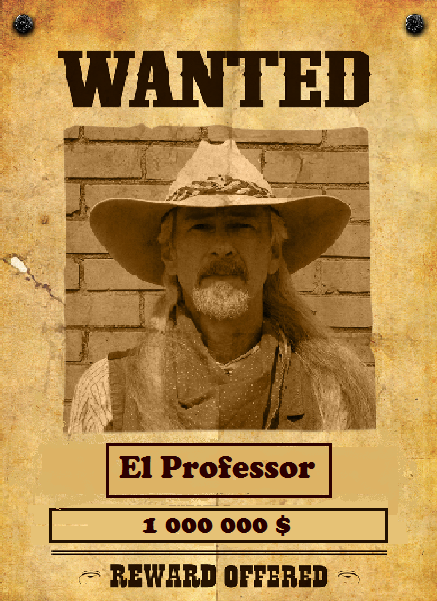 WANTED
El Professor
1 000 000 $
REWARD OFFERED